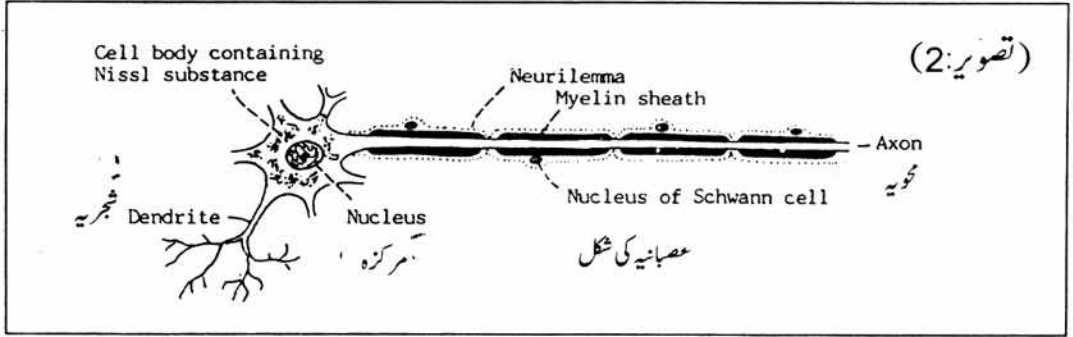 (تصویر:2)
Cell body containing
Nissl substance
Neurilemma
Myelin sheath
Axon
محویہ
Nucleus of Schwann cell
شجریہ
Dendrite
Nucleus
مرکزہ
عصبانیہ کی شکل